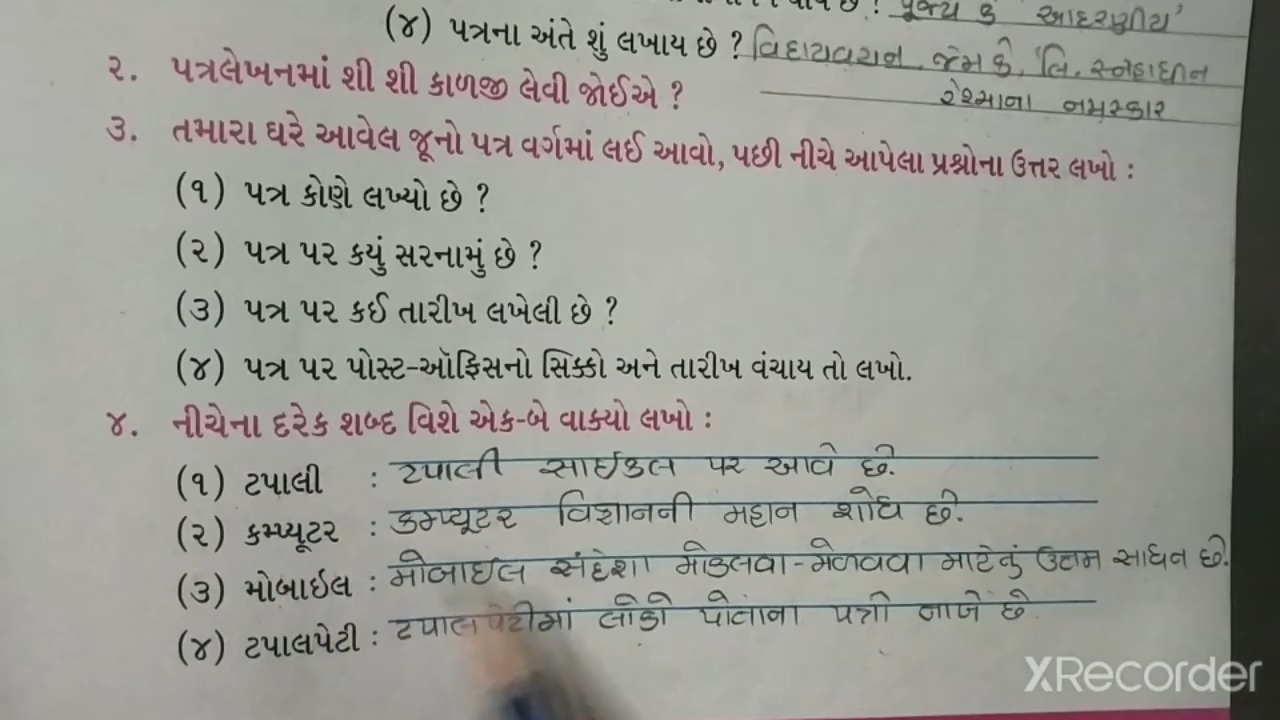 પૂજ્ય કે આદરણીય'
(૪) પત્રના અંતે શું લખાય છે ? વિદાયવચન. જેમ કે, 'લિ. સ્નેહાધીન
રેશ્માના નમસ્કાર
૨. પત્રલેખનમાં શી શી કાળજી લેવી જોઈએ ?
૩. તમારા ઘરે આવેલ જૂનો પત્ર વર્ગમાં લઈ આવો, પછી નીચે આપેલા પ્રશ્નોના ઉત્તર લખો :
(૧) પત્ર કોણે લખ્યો છે ?
(૨) પત્ર પર કયું સરનામું છે ?
(૩) પત્ર પર કઈ તારીખ લખેલી છે ?
(૪) પત્ર પર પોસ્ટ-ઑફિસનો સિક્કો અને તારીખ વંચાય તો લખો.
૪. નીચેના દરેક શબ્દ વિશે એક-બે વાક્યો લખો :
(૧) ટપાલી : ટપાલી સાઈકલ પર આવે છે.
(૨) કમ્પ્યૂટર : કમ્પ્યૂટર વિજ્ઞાનની મહાન શોધ છે.
(૩) મોબાઇલ : મોબાઇલ સંદેશા મોકલવા-મેળવવા માટેનું ઉત્તમ સાધન છે.
(૪) ટપાલપેટી : ટપાલપેટીમાં લોકો પોતાના પત્રો નાખે છે
XRecorder